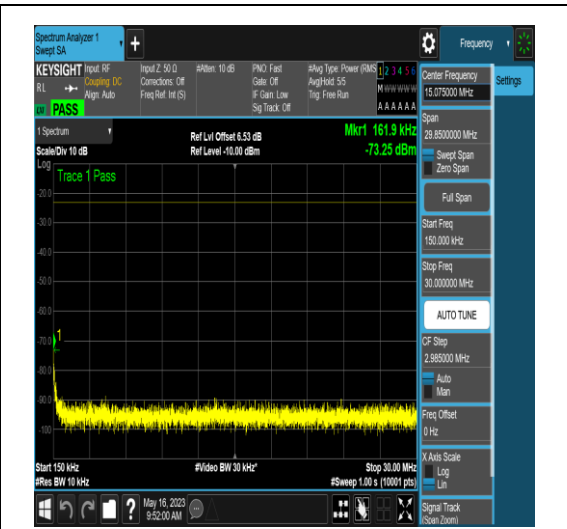 Spectrum Analyzer 1
Swept SA
+
Frequency
KEYSIGHT
RL
PASS
Input: RF
Coupling: DC
Align: Auto
Input Z: 50 Ω
Corrections: Off
Freq Ref: Int (S)
#Atten: 10 dB
PNO: Fast
Gate: Off
IF Gain: Low
Sig Track: Off
#Avg Type: Power (RMS
Avg|Hold: 5/5
Trig: Free Run
1 2 3 4 5 6
M W W W W W
A A A A A A
1 Spectrum
Scale/Div 10 dB
Ref Lvl Offset 6.53 dB
Ref Level -10.00 dBm
Mkr1 161.9 kHz
-73.25 dBm
Log
Trace 1 Pass
-20.0
-30.0
-40.0
-50.0
-60.0
-70.0
1
-80.0
-90.0
-100
Start 150 kHz
#Res BW 10 kHz
#Video BW 30 kHz*
Stop 30.00 MHz
#Sweep 1.00 s (10001 pts)
?
May 16, 2023
9:52:00 AM
Center Frequency
15.075000 MHz
Settings
Span
29.8500000 MHz
Swept Span
Zero Span
Full Span
Start Freq
150.000 kHz
Stop Freq
30.000000 MHz
AUTO TUNE
CF Step
2.985000 MHz
Auto
Man
Freq Offset
0 Hz
X Axis Scale
Log
Lin
Signal Track
(Span Zoom)